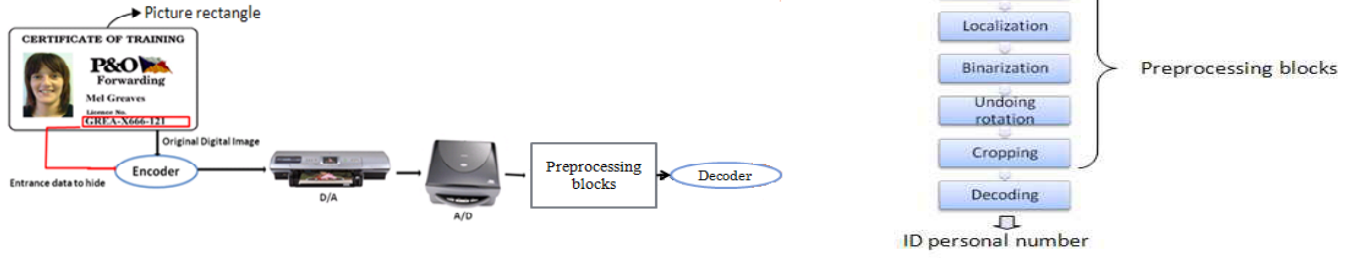 Picture rectangle
CERTIFICATE OF TRAINING
P&O
Forwarding
Mel Greaves
Licence No.
GREA-X666-121
Original Digital Image
Encoder
Entrance data to hide
D/A
A/D
Preprocessing
blocks
Decoder
Localization
Binarization
Undoing
rotation
Cropping
Decoding
Preprocessing blocks
ID personal number